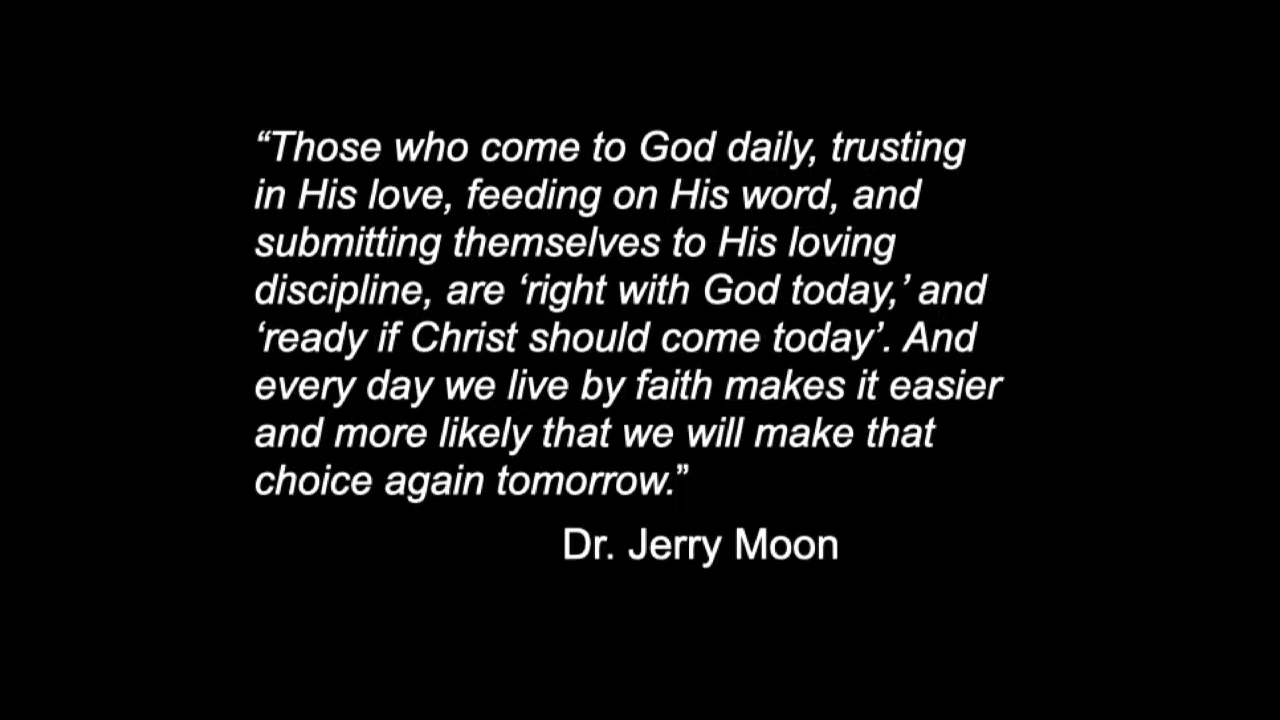 “Those who come to God daily, trusting
in His love, feeding on His word, and
submitting themselves to His loving
discipline, are ‘right with God today,’ and
‘ready if Christ should come today’. And
every day we live by faith makes it easier
and more likely that we will make that
choice again tomorrow.”
Dr. Jerry Moon